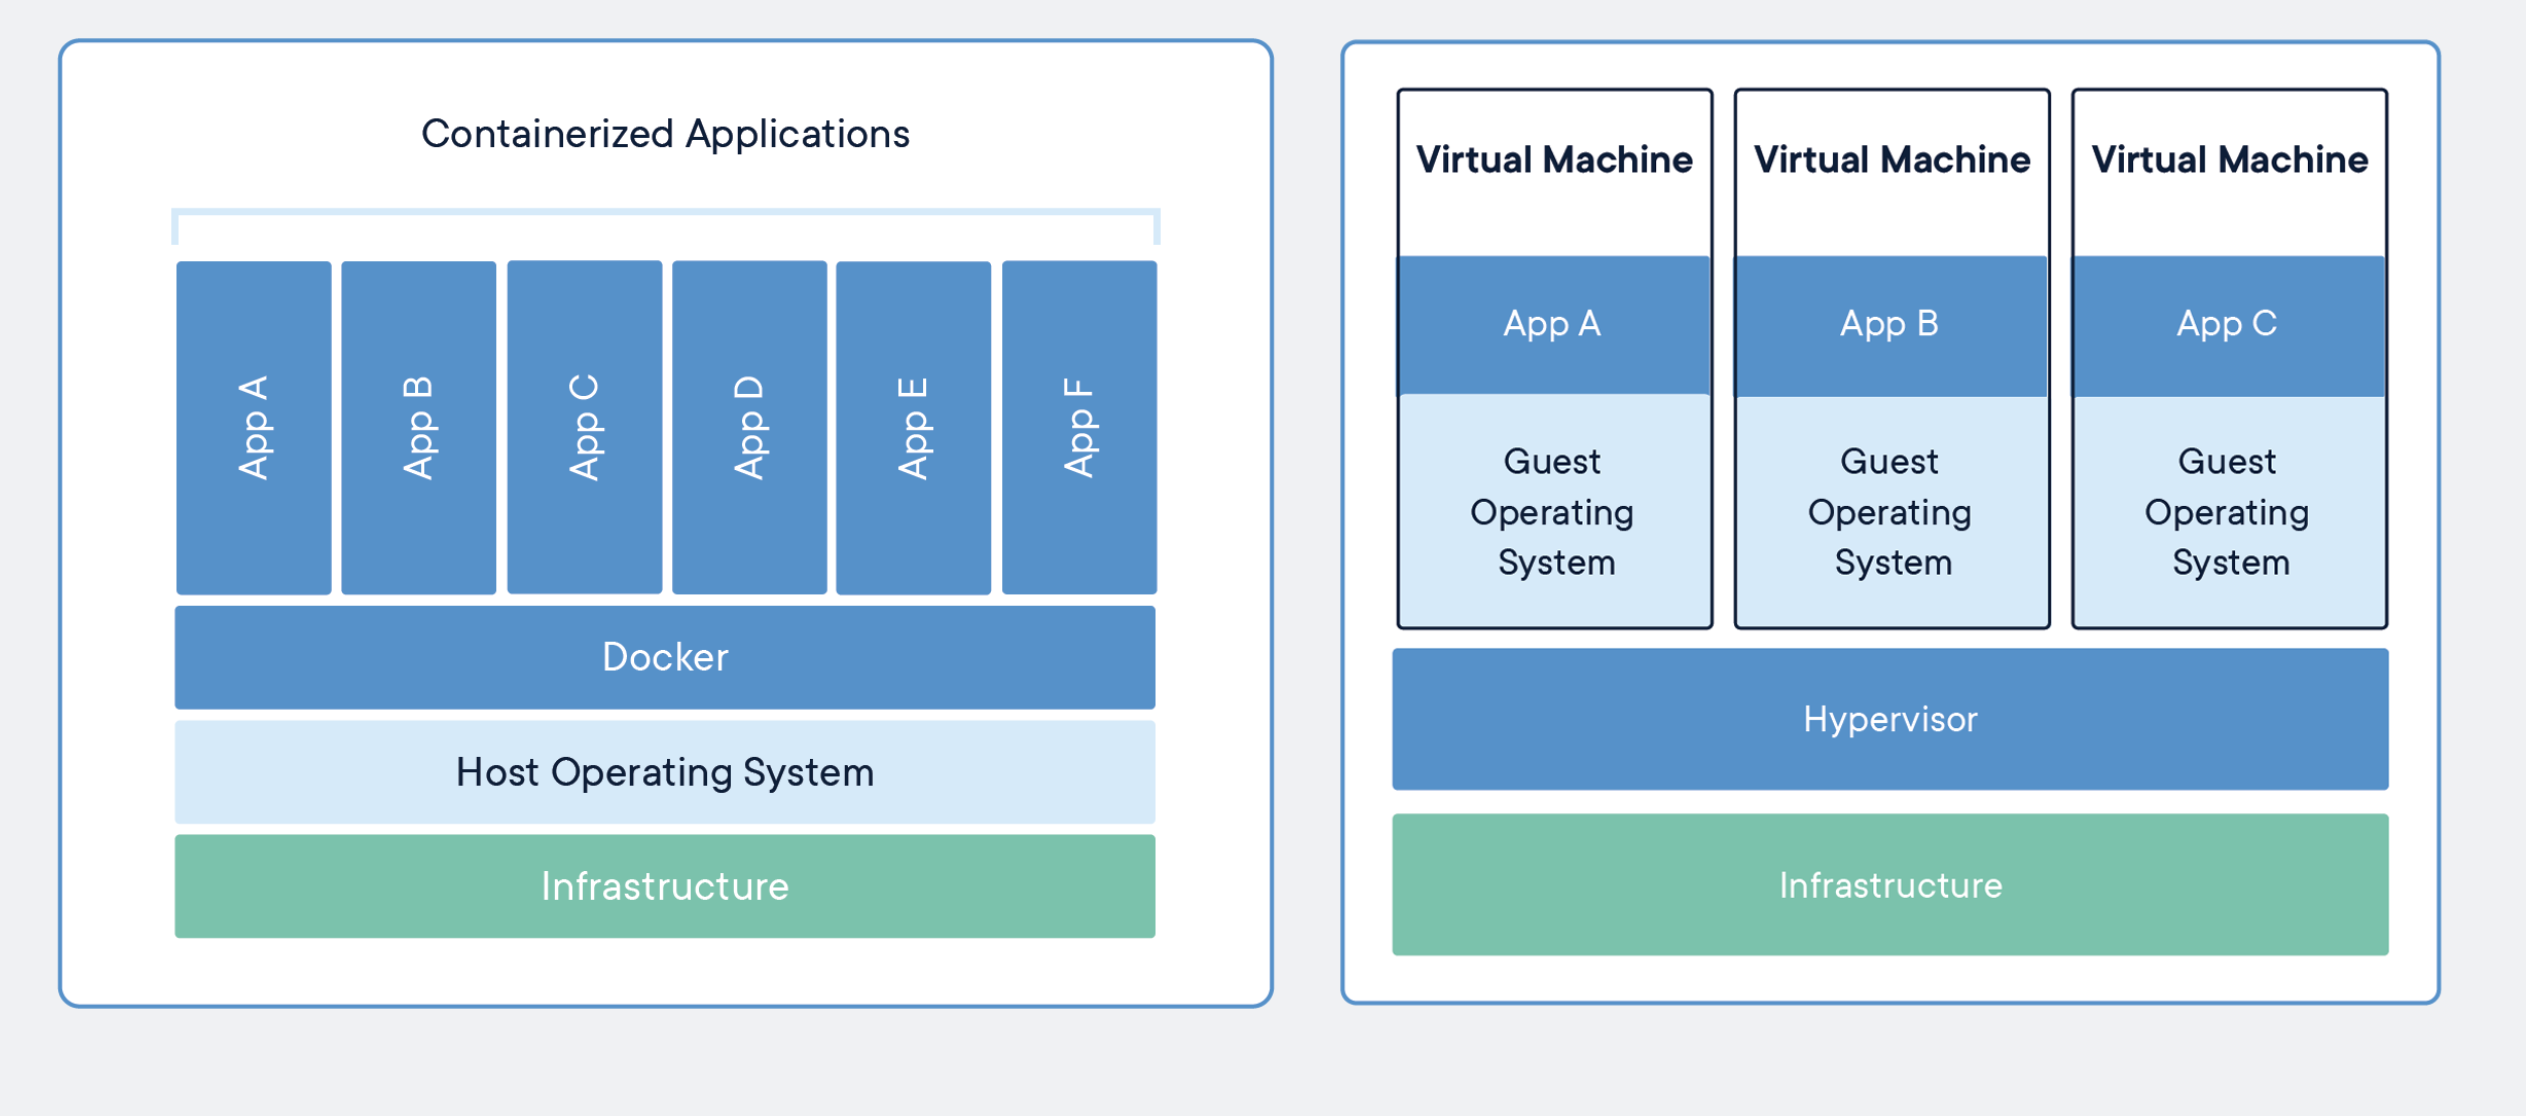 Containerized Applications
App A
App B
App C
App D
App E
App F
Docker
Host Operating System
Infrastructure
Virtual Machine
App A
Guest
Operating
System
Virtual Machine
App B
Guest
Operating
System
Virtual Machine
App C
Guest
Operating
System
Hypervisor
Infrastructure